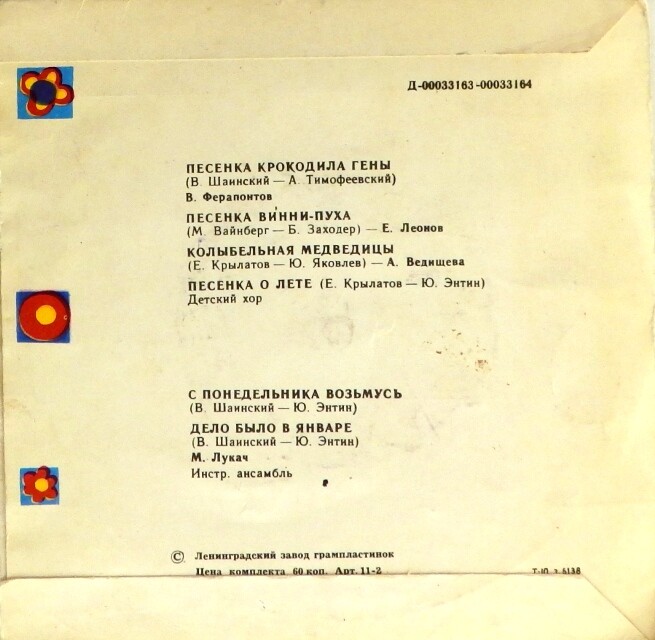 Д-00033163-00033164
ПЕСЕНКА КРОКОДИЛА ГЕНЫ
(В. Шаинский — А. Тимофеевский)
В. Ферапонтов
ПЕСЕНКА ВИННИ-ПУХА
(М. Вайнберг — Б. Заходер) — Е. Леонов
КОЛЫБЕЛЬНАЯ МЕДВЕДИЦЫ
(Е. Крылатов — Ю. Яковлев) — А. Ведищева
ПЕСЕНКА О ЛЕТЕ (Е. Крылатов — Ю. Энтин)
Детский хор
С ПОНЕДЕЛЬНИКА ВОЗЬМУСЬ
(В. Шаинский — Ю. Энтин)
ДЕЛО БЫЛО В ЯНВАРЕ
(В. Шаинский — Ю. Энтин)
М. Лукач
Инстр. ансамбль
© Ленинградский завод грампластинок
Цена комплекта 60 коп. Арт. 11-2